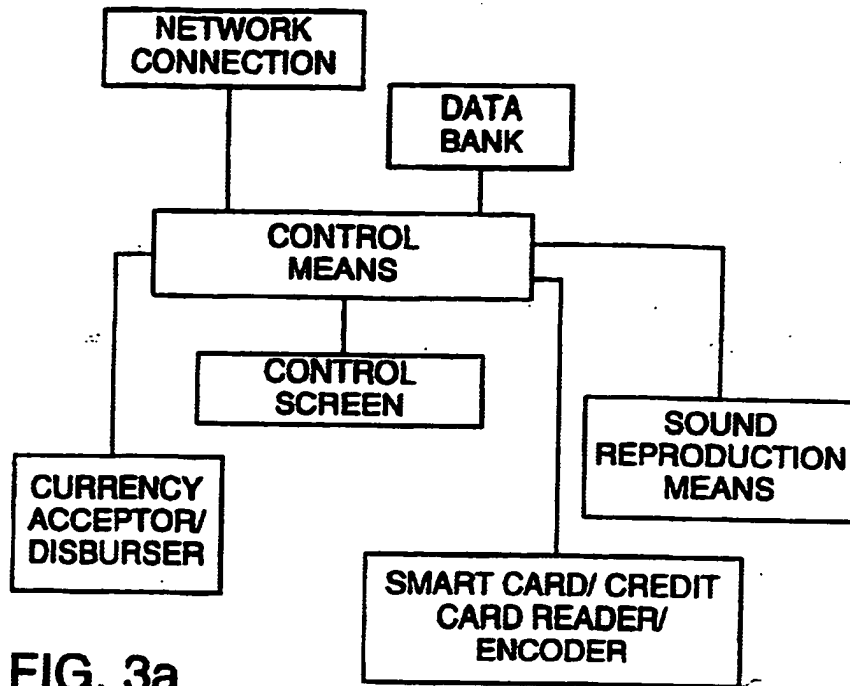 NETWORK
CONNECTION
DATA
BANK
CONTROL
MEANS
CONTROL
SCREEN
SOUND
REPRODUCTION
MEANS
CURRENCY
ACCEPTOR/
DISBURSER
SMART CARD/ CREDIT
CARD READER/
ENCODER
FIG. 3a